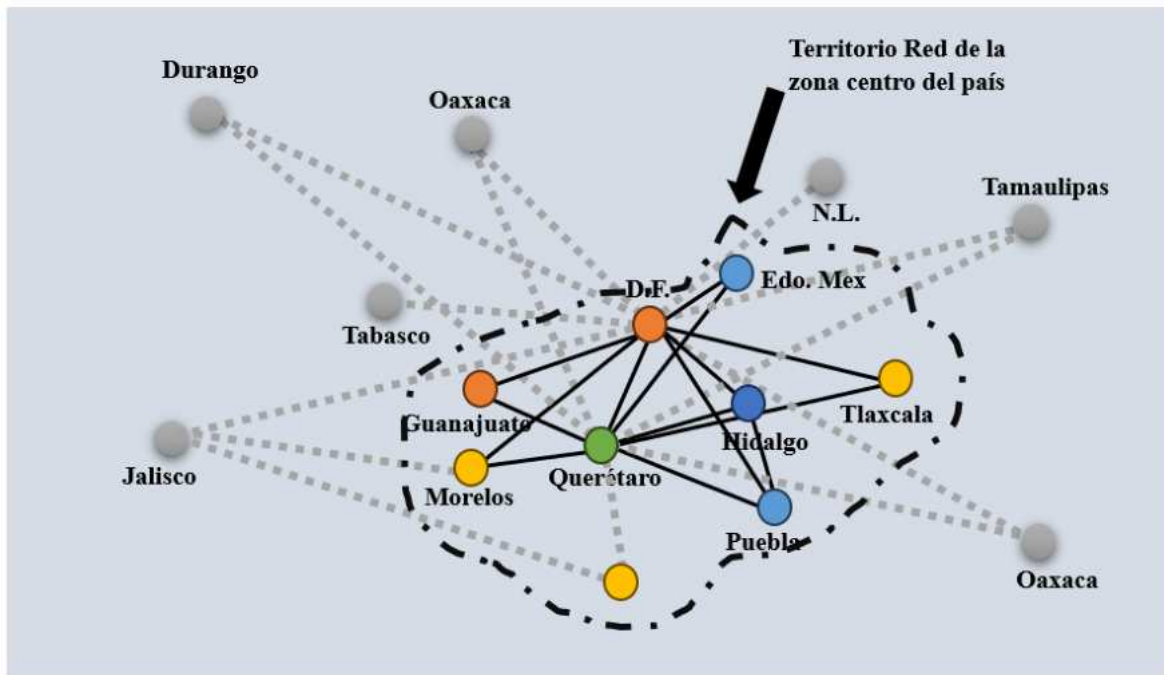 Territorio Red de la
zona centro del país
Durango
Oaxaca
Tamaulipas
N.L.
Edo. Mex
D.F.
Tabasco
Tlaxcala
Guanajuato
Hidalgo
Jalisco
Querétaro
Morelos
Puebla
Oaxaca